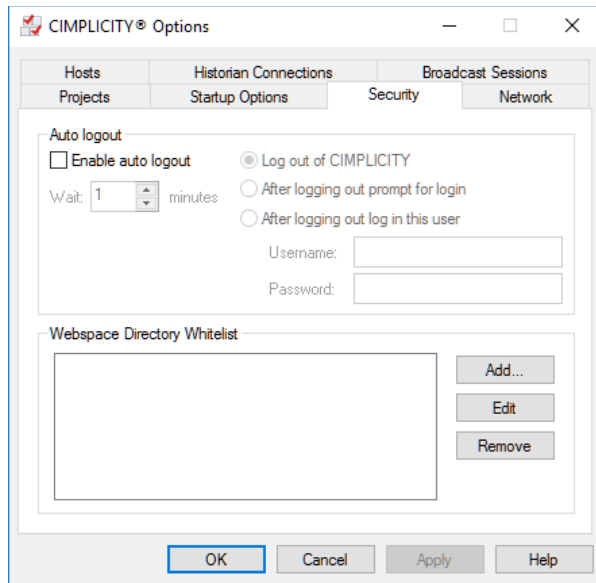 CIMPLICITY® Options
Hosts Historian Connections Broadcast Sessions
Projects Startup Options Security Network
Auto logout
Enable auto logout Log out of CIMPLICITY
Wait: 1 minutes After logging out prompt for login
After logging out log in this user
Username:
Password:
Webspace Directory Whitelist
Add...
Edit
Remove
OK Cancel Apply Help